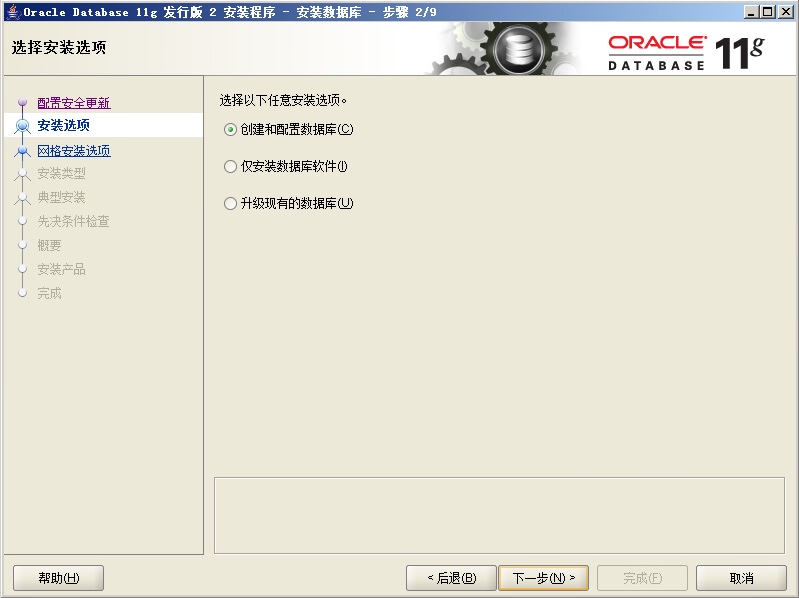 Oracle Database 11g 发行版 2 安装程序 - 安装数据库 - 步骤 2/9
选择安装选项
ORACLE
DATABASE
11g
配置安全更新
安装选项
网格安装选项
安装类型
典型安装
先决条件检查
概要
安装产品
完成
选择以下任意安装选项。
创建和配置数据库(C)
仅安装数据库软件(I)
升级现有的数据库(U)
帮助(H)
< 后退(B)
下一步(N) >
完成(F)
取消